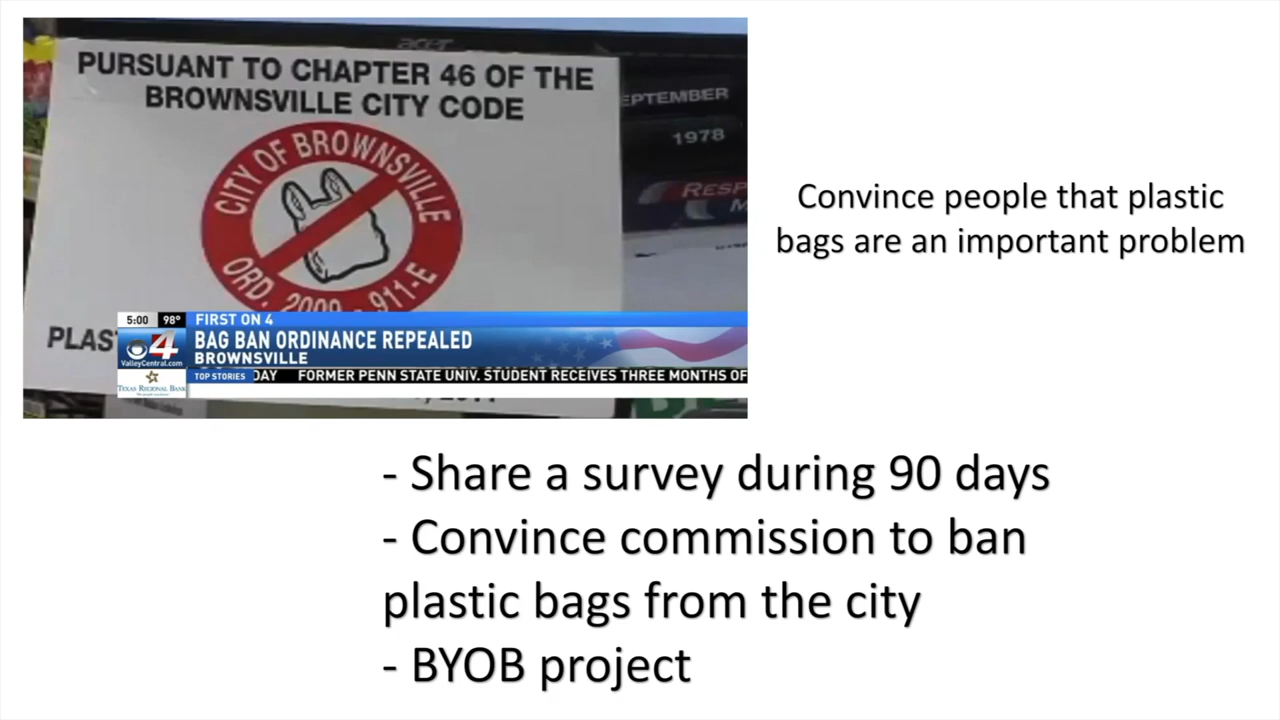 acer
PURSUANT TO CHAPTER 46 OF THE
BROWNSVILLE CITY CODE
EPTEMBER
1978
RESP
M
CITY OF BROWNSVILLE
ORD. 2009 - 911-E
PLAS
5:00 98° FIRST ON 4
4 BAG BAN ORDINANCE REPEALED
ValleyCentral.com BROWNSVILLE
TEXAS REGIONAL BANK
TOP STORIES DAY FORMER PENN STATE UNIV. STUDENT RECEIVES THREE MONTHS OF
Convince people that plastic
bags are an important problem
- Share a survey during 90 days
- Convince commission to ban
plastic bags from the city
- BYOB project